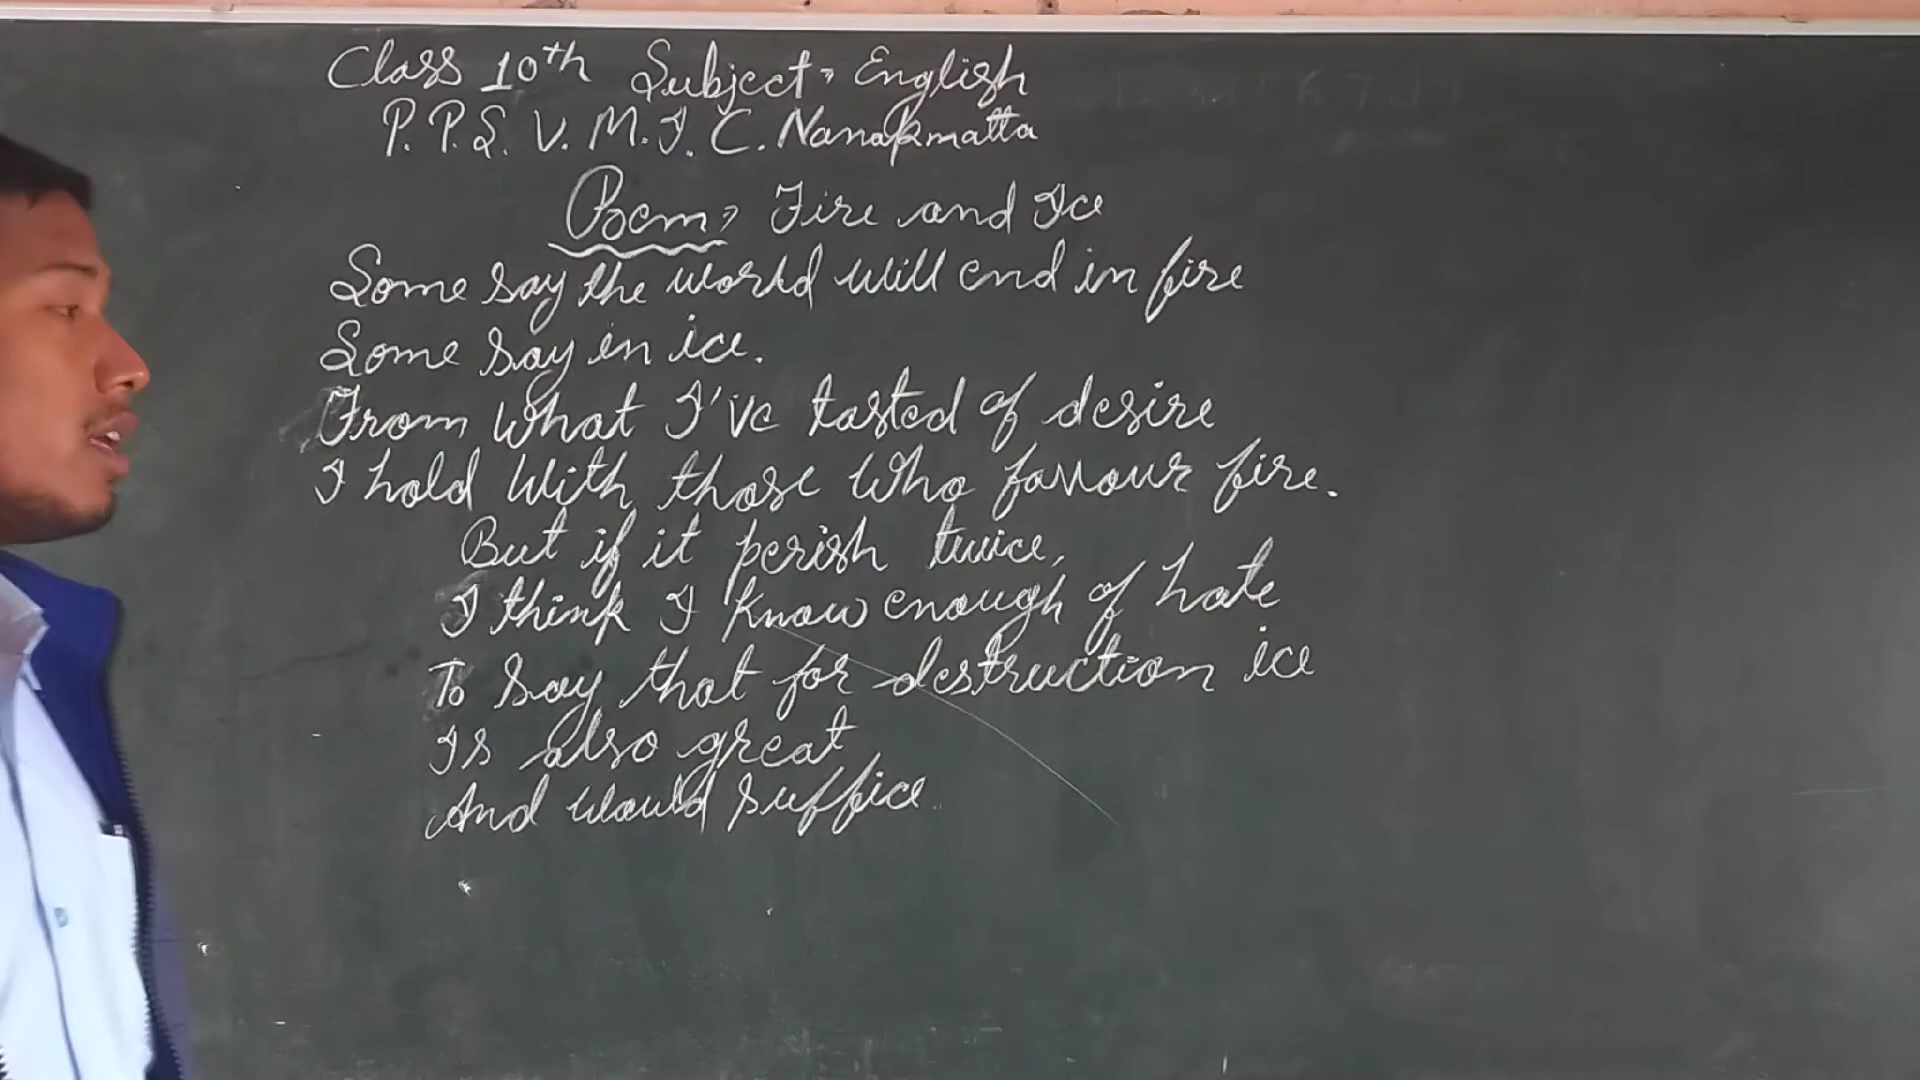 Class 10th Subject, English
P.P.S.V.M.I.C. Nanakmatta
Poem, Fire and Ice
Some say the world will end in fire
Some say in ice.
From what I've tasted of desire
I hold with those who favour fire.
But if it perish twice,
I think I know enough of hate
To say that for destruction ice
Is also great
And would suffice.